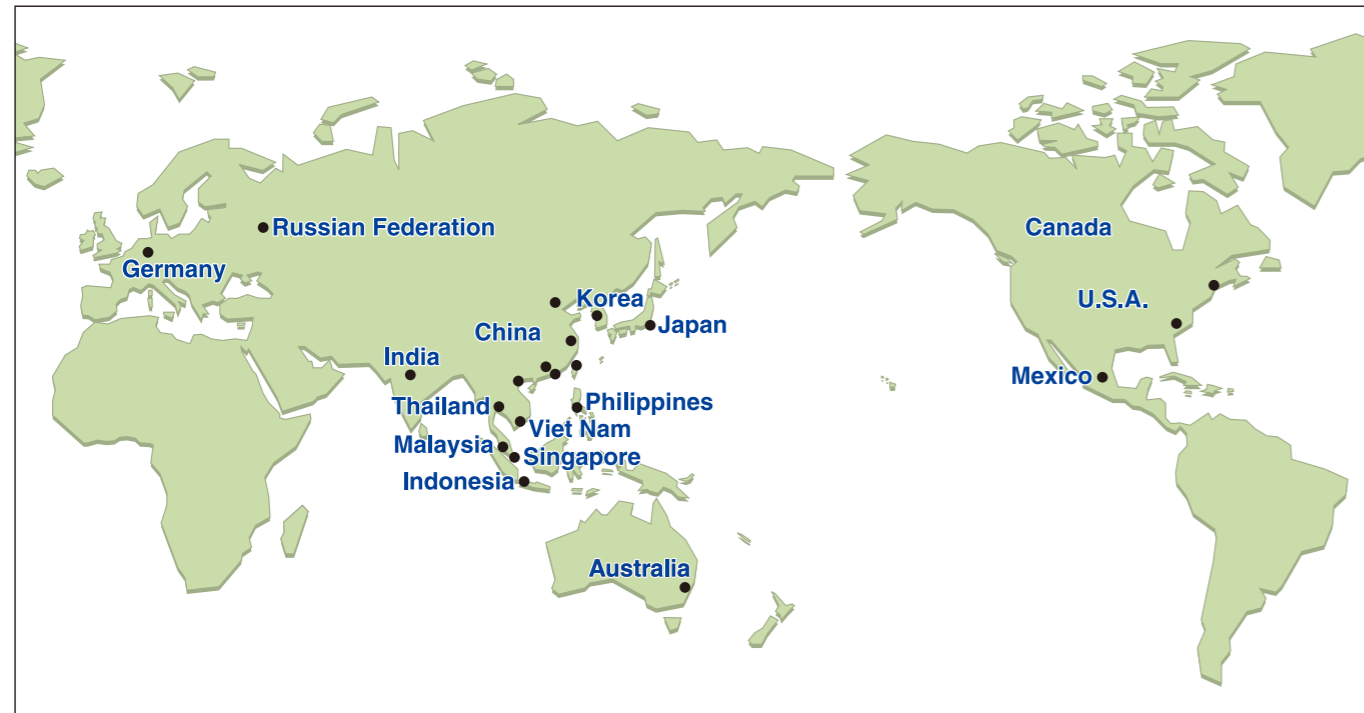 Russian Federation
Canada
Germany
Korea
U.S.A.
Japan
China
India
Mexico
Thailand
Philippines
Viet Nam
Malaysia
Singapore
Indonesia
Australia